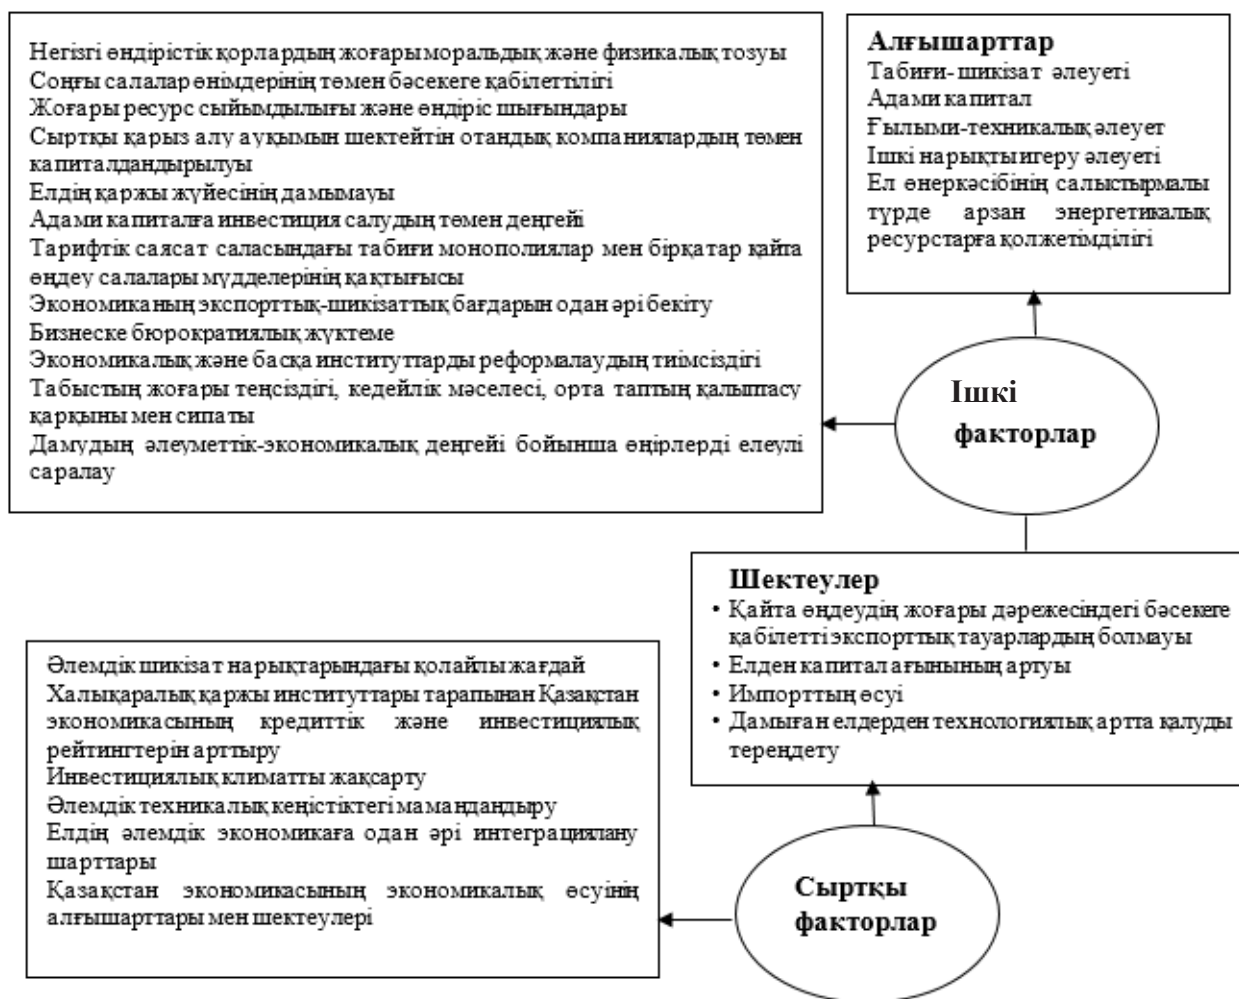 Негізгі өндірістік қорлардың жоғары моральдық және физикалық тозуы
Соңғы салалар өнімдерінің төмен бәсекеге қабілеттілігі
Жоғары ресурс сыйымдылығы және өндіріс шығындары
Сыртқы қарыз алу ауқымын шектейтін отандық компаниялардың төмен
капиталдандырылуы
Елдің қаржы жүйесінің дамымауы
Адами капиталға инвестиция салудың төмен деңгейі
Тарифтік саясат саласындағы табиғи монополиялар мен бірқатар қайта
өңдеу салалары мүдделерінің қақтығысы
Экономиканың экспорттық-шикізаттық бағдарын одан әрі бекіту
Бизнеске бюрократиялық жүктеме
Экономикалық және басқа институттарды реформалаудың тиімсіздігі
Табыстың жоғары теңсіздігі, кедейлік мәселесі, орта таптың қалыптасу
қарқыны мен сипаты
Дамудың әлеуметтік-экономикалық деңгейі бойынша өңірлерді елеулі
саралау
Алғышарттар
Табиғи- шикізат әлеуеті
Адами капитал
Ғылыми-техникалық әлеует
Ішкі нарықты игеру әлеуеті
Ел өнеркәсібінің салыстырмалы
түрде арзан энергетикалық
ресурстарға қолжетімділігі
Ішкі
факторлар
Шектеулер
• Қайта өңдеудің жоғары дәрежесіндегі бәсекеге
қабілетті экспорттық тауарлардың болмауы
• Елден капитал ағынының артуы
• Импорттың өсуі
• Дамыған елдерден технологиялық артта қалуды
тереңдету
Әлемдік шикізат нарықтарындағы қолайлы жағдай
Халықаралық қаржы институттары тарапынан Қазақстан
экономикасының кредиттік және инвестициялық
рейтингтерін арттыру
Инвестициялық климатты жақсарту
Әлемдік техникалық кеңістіктегі мамандандыру
Елдің әлемдік экономикаға одан әрі интеграциялану
шарттары
Қазақстан экономикасының экономикалық өсуінің
алғышарттары мен шектеулері
Сыртқы
факторлар